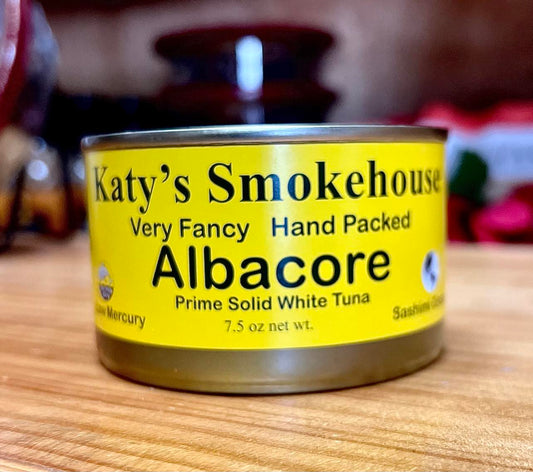 Katy's Smokehouse
Very Fancy Hand Packed
Albacore
Prime Solid White Tuna
7.5 oz net wt.
Mercury
Sashimi